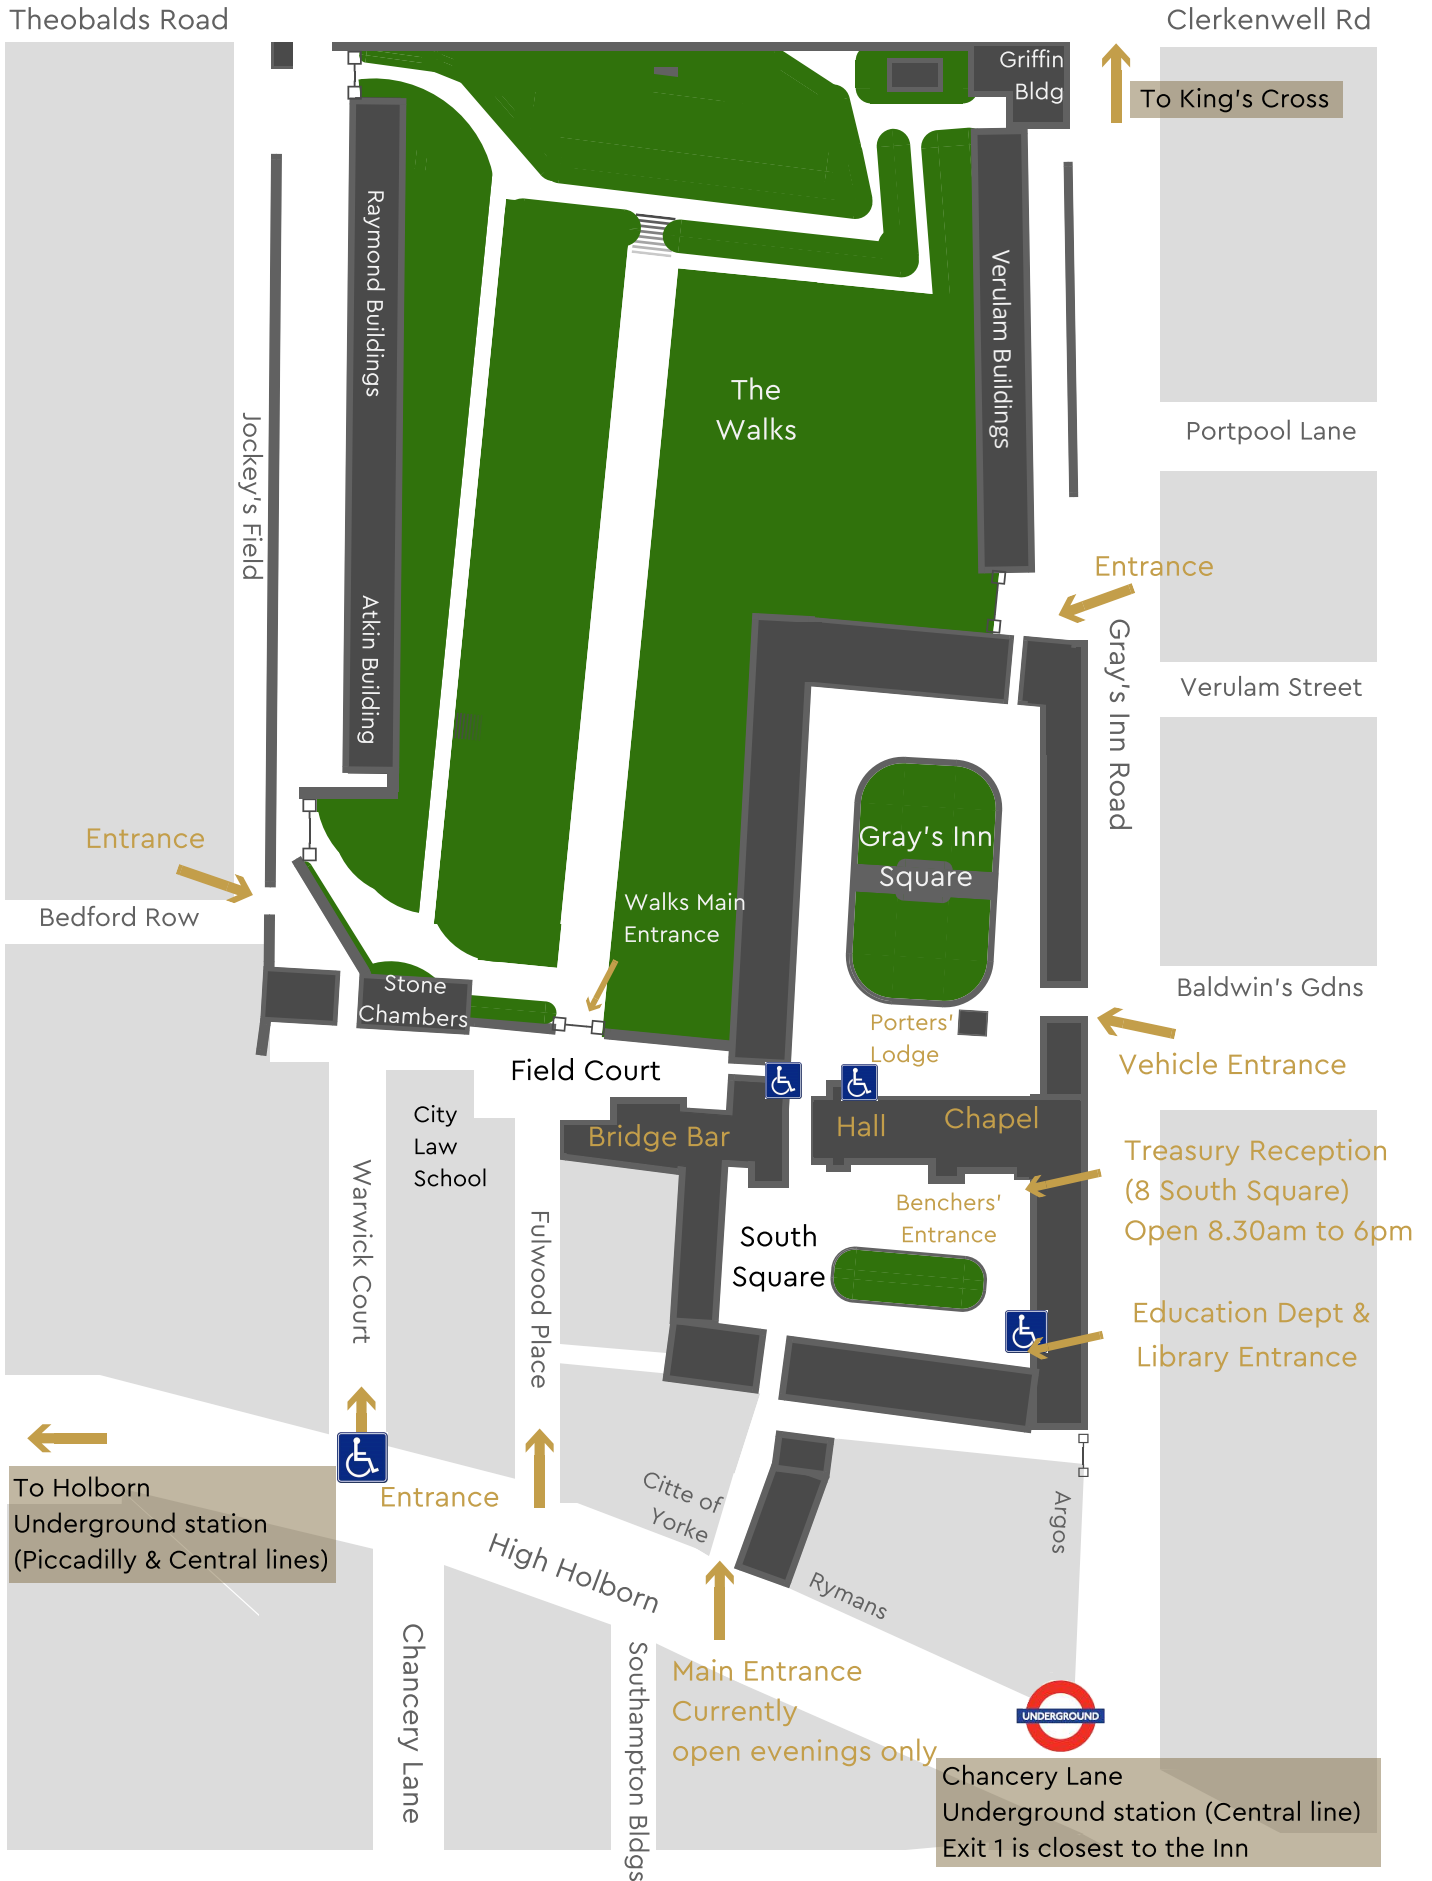 Theobalds Road
Clerkenwell Rd
Griffin
Bldg
To King's Cross
Raymond Buildings
Verulam Buildings
The
Walks
Jockey's Field
Portpool Lane
Entrance
Atkin Building
Gray's Inn Road
Verulam Street
Entrance
Gray's Inn
Square
Bedford Row
Walks Main
Entrance
Stone
Chambers
Baldwin's Gdns
Porters'
Lodge
Vehicle Entrance
Field Court
City
Law
School
Bridge Bar
Hall
Chapel
Treasury Reception
(8 South Square)
Open 8.30am to 6pm
Warwick Court
Fulwood Place
Benchers'
Entrance
South
Square
Education Dept &
Library Entrance
To Holborn
Underground station
(Piccadilly & Central lines)
Entrance
Citte of
Yorke
Argos
High Holborn
Rymans
Chancery Lane
Southampton Bldgs
Main Entrance
Currently
open evenings only
UNDERGROUND
Chancery Lane
Underground station (Central line)
Exit 1 is closest to the Inn